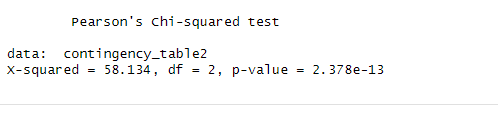 Pearson's Chi-squared test
data:  contingency_table2
X-squared = 58.134, df = 2, p-value = 2.378e-13